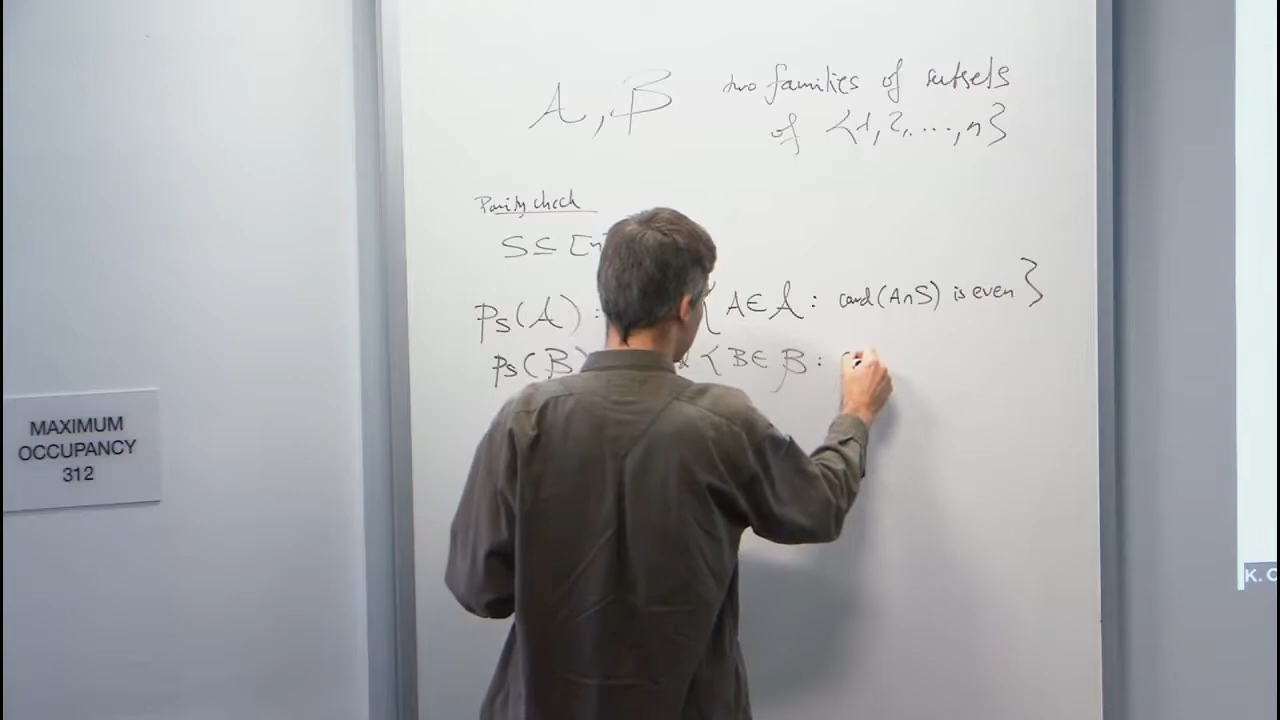 A, B two families of subsets
of {1, 2, ..., n}
Parity check
S ⊆ [n
Ps(A) : { A ∈ A : card(A∩S) is even }
Ps(B) { B ∈ B :
MAXIMUM
OCCUPANCY
312
K. C